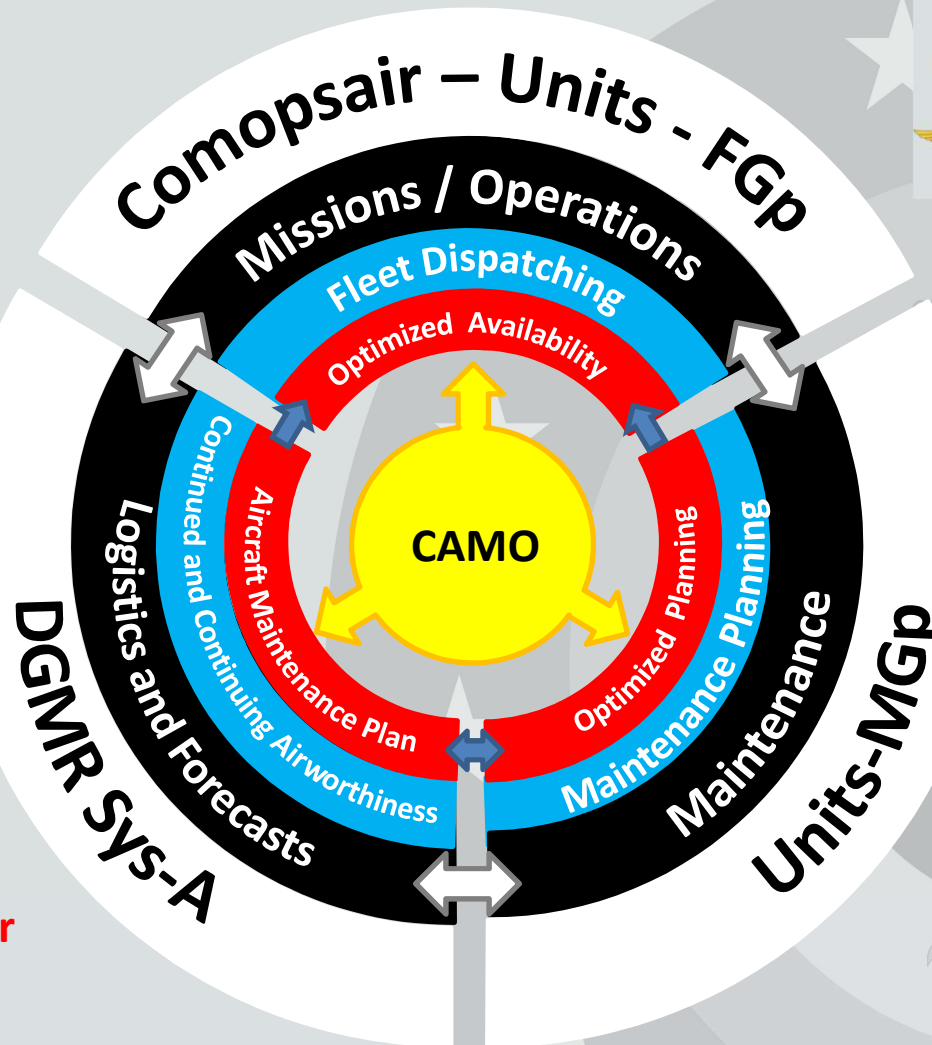 Comopsair – Units - FGp
Missions / Operations
Fleet Dispatching
Optimized Availability
CAMO
Aircraft Maintenance Plan
Continued and Continuing Airworthiness
Logistics and Forecasts
DGMR Sys-A
Optimized Planning
Maintenance Planning
Maintenance
Units-MGp
r